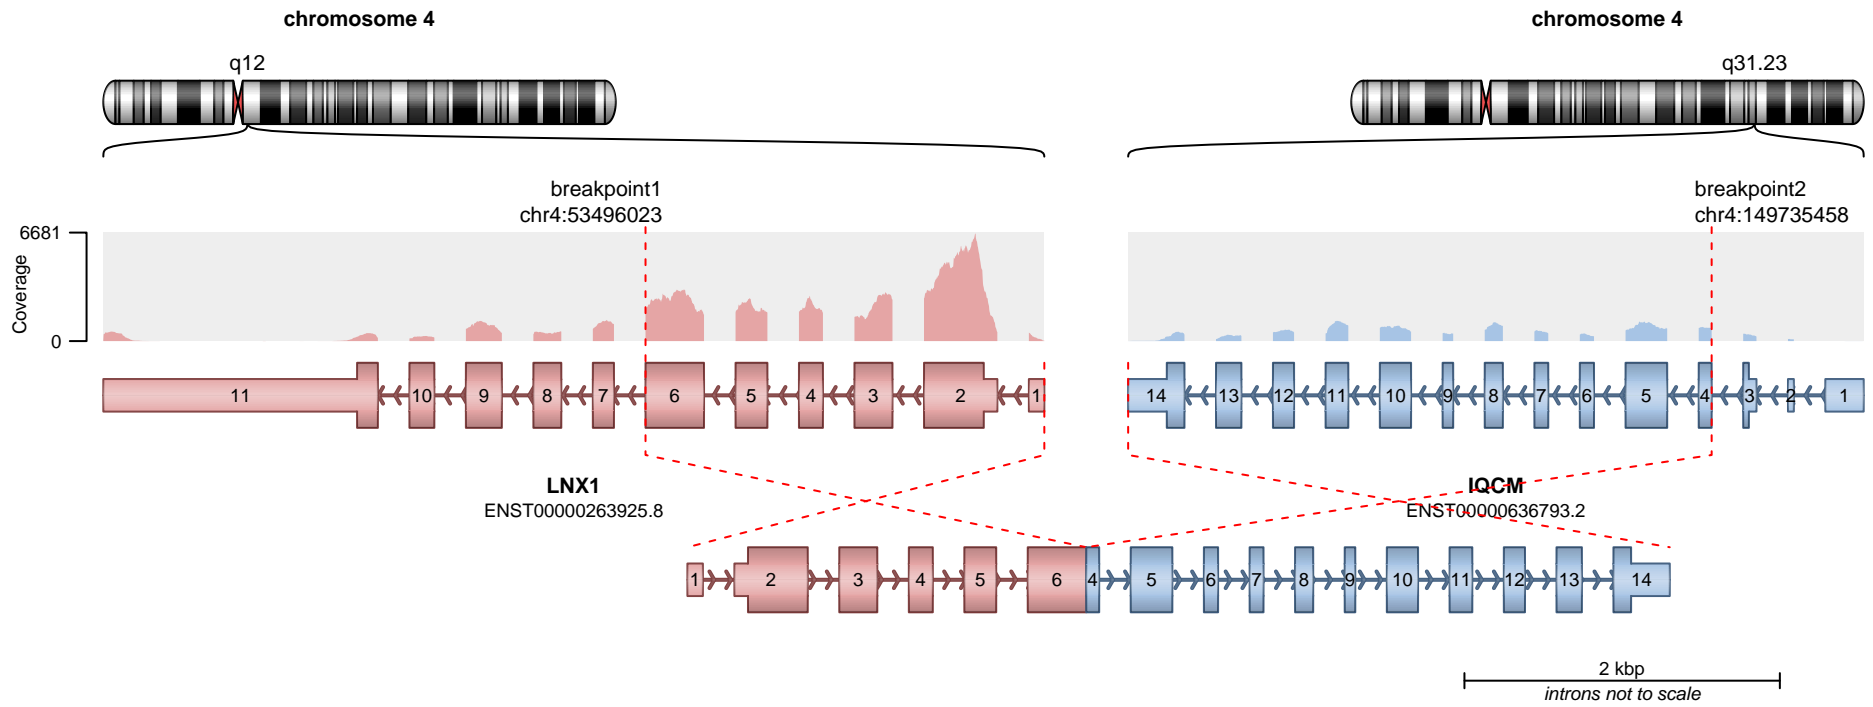 chromosome 4
chromosome 4
q12
q31.23
breakpoint1
chr4:53496023
breakpoint2
chr4:149735458
6681
Coverage
0
11 10 9 8 7 6 5 4 3 2 1
14 13 12 11 10 9 8 7 6 5 4 3 2 1
LNX1
ENST00000263925.8
IQCM
ENST00000636793.2
1 2 3 4 5 6 4 5 6 7 8 9 10 11 12 13 14
2 kbp
introns not to scale